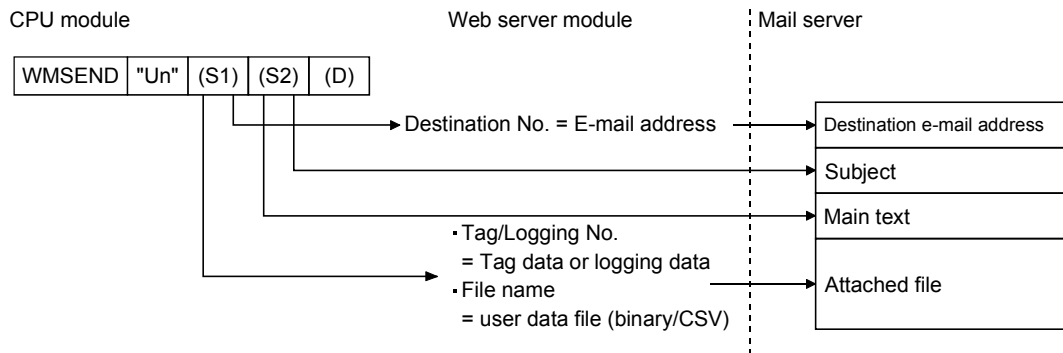 CPU module
Web server module
Mail server
WMSEND "Un" (S1) (S2) (D)
Destination No. = E-mail address
Destination e-mail address
Subject
Main text
・Tag/Logging No.
= Tag data or logging data
・File name
= user data file (binary/CSV)
Attached file